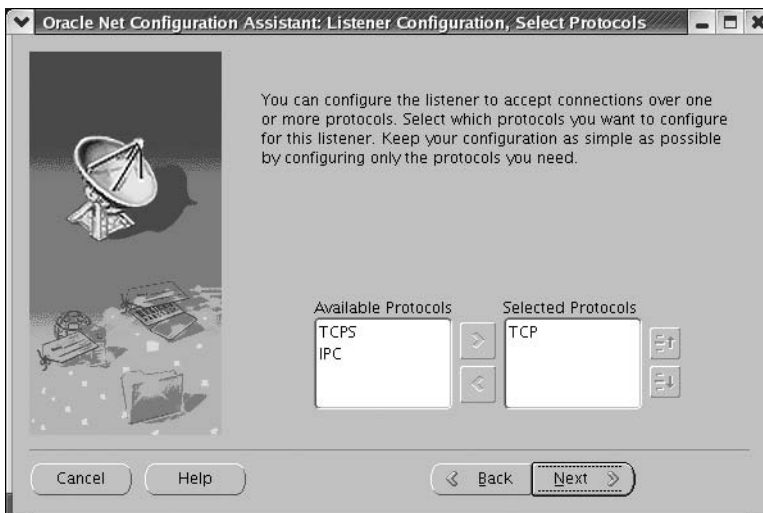 Oracle Net Configuration Assistant: Listener Configuration, Select Protocols
You can configure the listener to accept connections over one
or more protocols. Select which protocols you want to configure
for this listener. Keep your configuration as simple as possible
by configuring only the protocols you need.
Available Protocols
Selected Protocols
TCPS
IPC
TCP
Cancel
Help
Back
Next